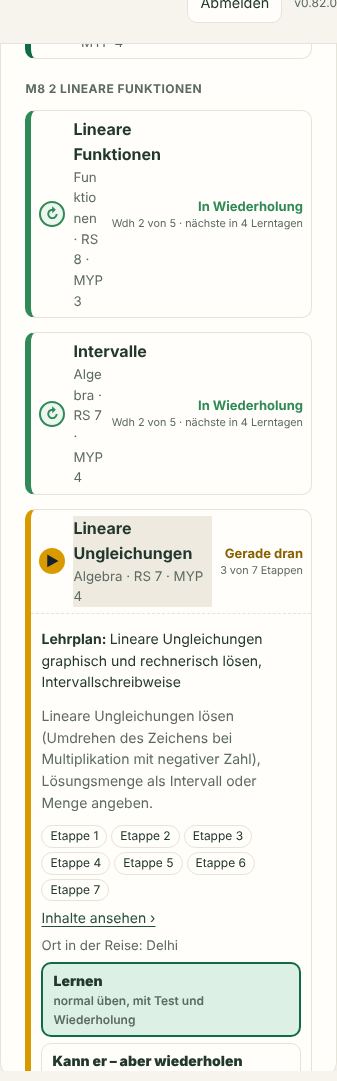 Abmelden v0.82.0
MYP 4
M8 2 LINEARE FUNKTIONEN
Lineare
Funktionen
Fun
ktio
nen
· RS
8 ·
MYP
3
In Wiederholung
Wdh 2 von 5 · nächste in 4 Lerntagen
Intervalle
Alge
bra ·
RS 7
·
MYP
4
In Wiederholung
Wdh 2 von 5 · nächste in 4 Lerntagen
Lineare
Ungleichungen
Algebra · RS 7 · MYP
4
Gerade dran
3 von 7 Etappen
Lehrplan: Lineare Ungleichungen
graphisch und rechnerisch lösen,
Intervallschreibweise
Lineare Ungleichungen lösen
(Umdrehen des Zeichens bei
Multiplikation mit negativer Zahl),
Lösungsmenge als Intervall oder
Menge angeben.
Etappe 1 Etappe 2 Etappe 3
Etappe 4 Etappe 5 Etappe 6
Etappe 7
Inhalte ansehen ›
Ort in der Reise: Delhi
Lernen
normal üben, mit Test und
Wiederholung
Kann er – aber wiederholen